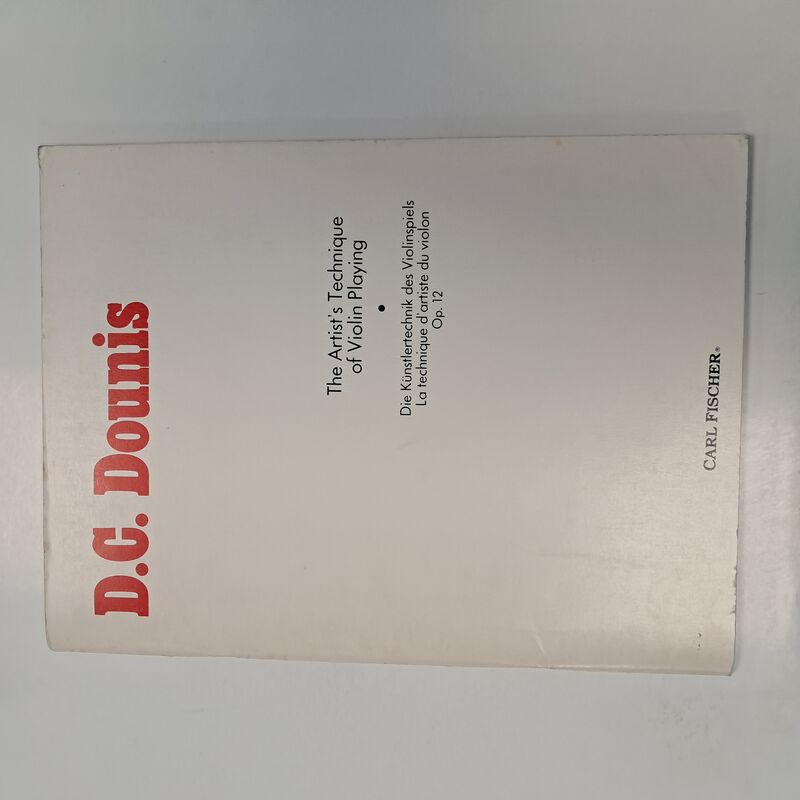 D.C. Dounis
The Artist's Technique
of Violin Playing
•
Die Künstlertechnik des Violinspiels
La technique d'artiste du violon
Op. 12
CARL FISCHER®